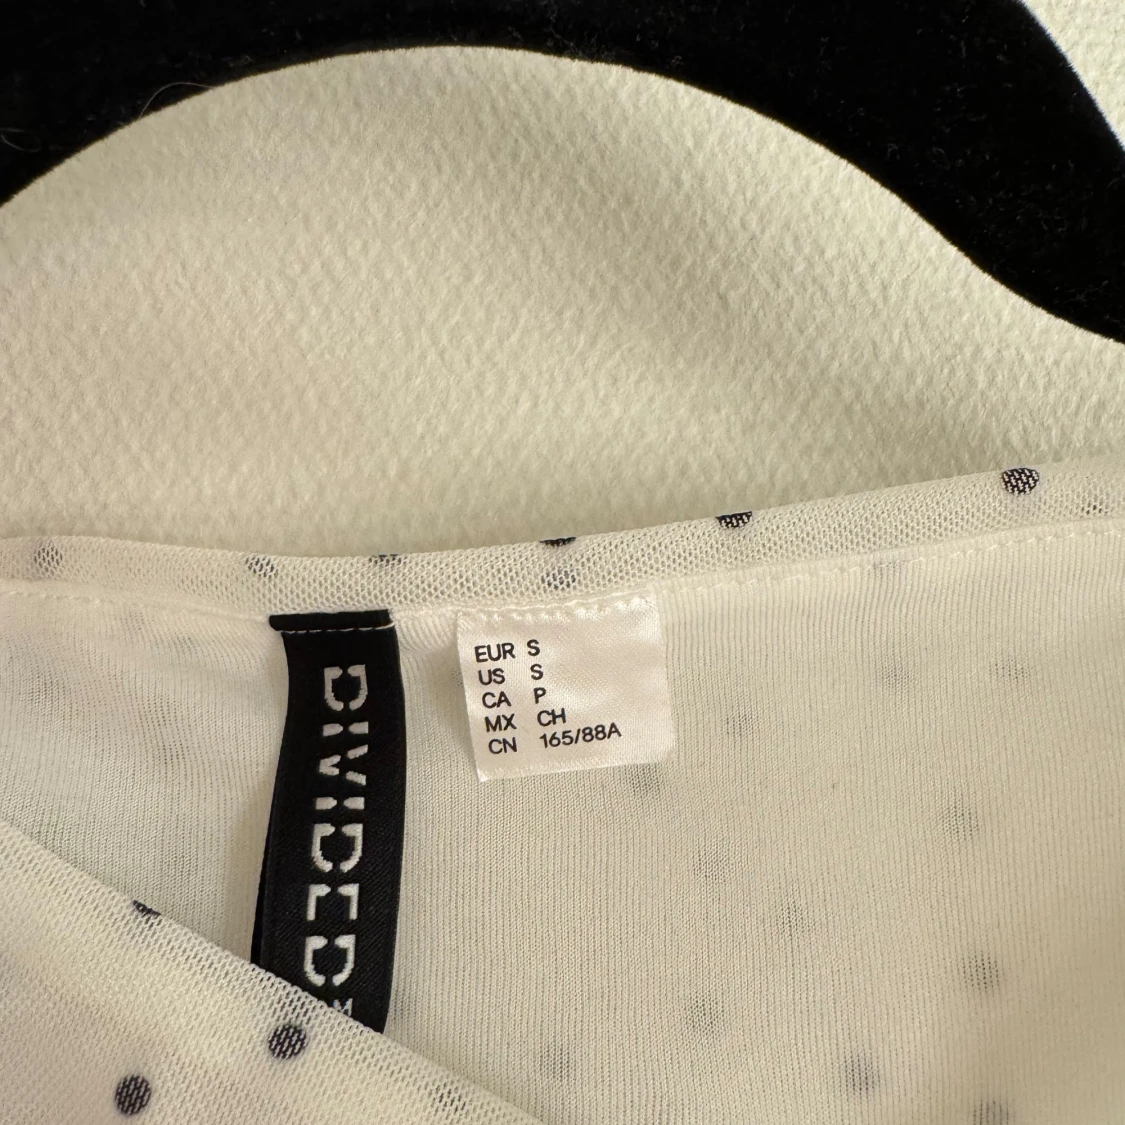 DIVIDED
EUR S
US S
CA P
MX CH
CN 165/88A